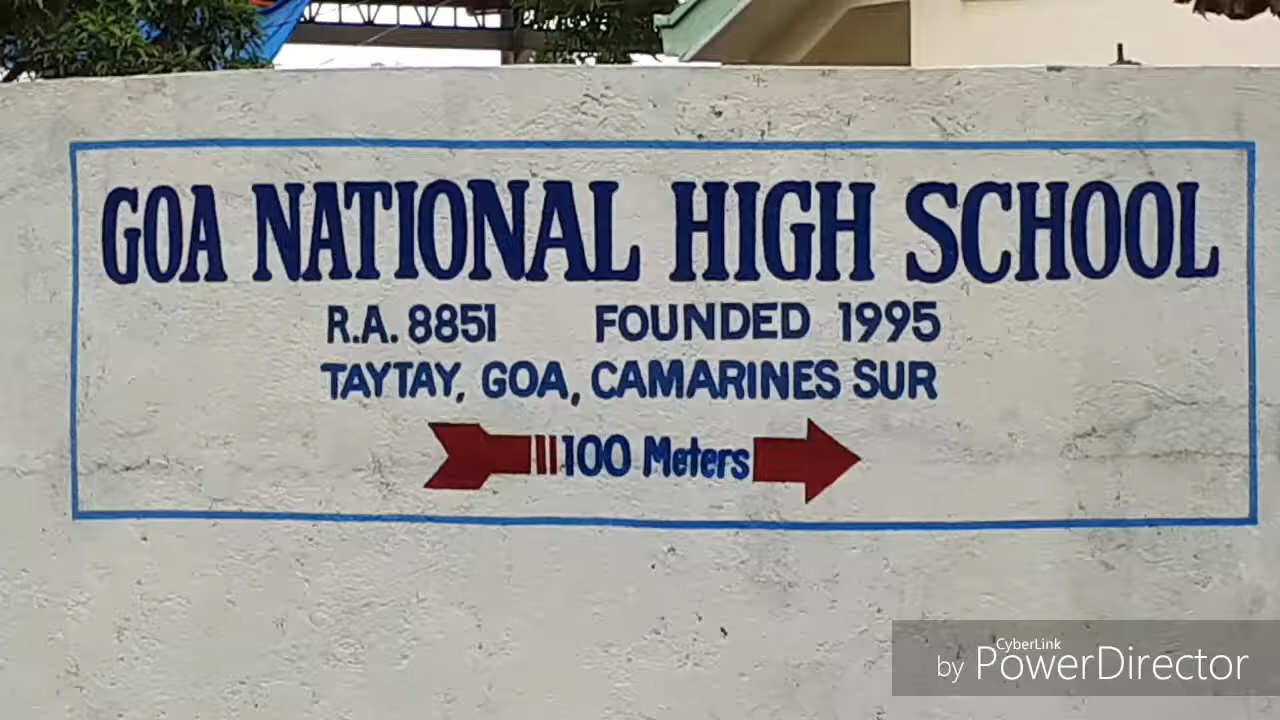 GOA NATIONAL HIGH SCHOOL
R.A. 8851 FOUNDED 1995
TAYTAY, GOA, CAMARINES SUR
100 Meters
CyberLink
by PowerDirector